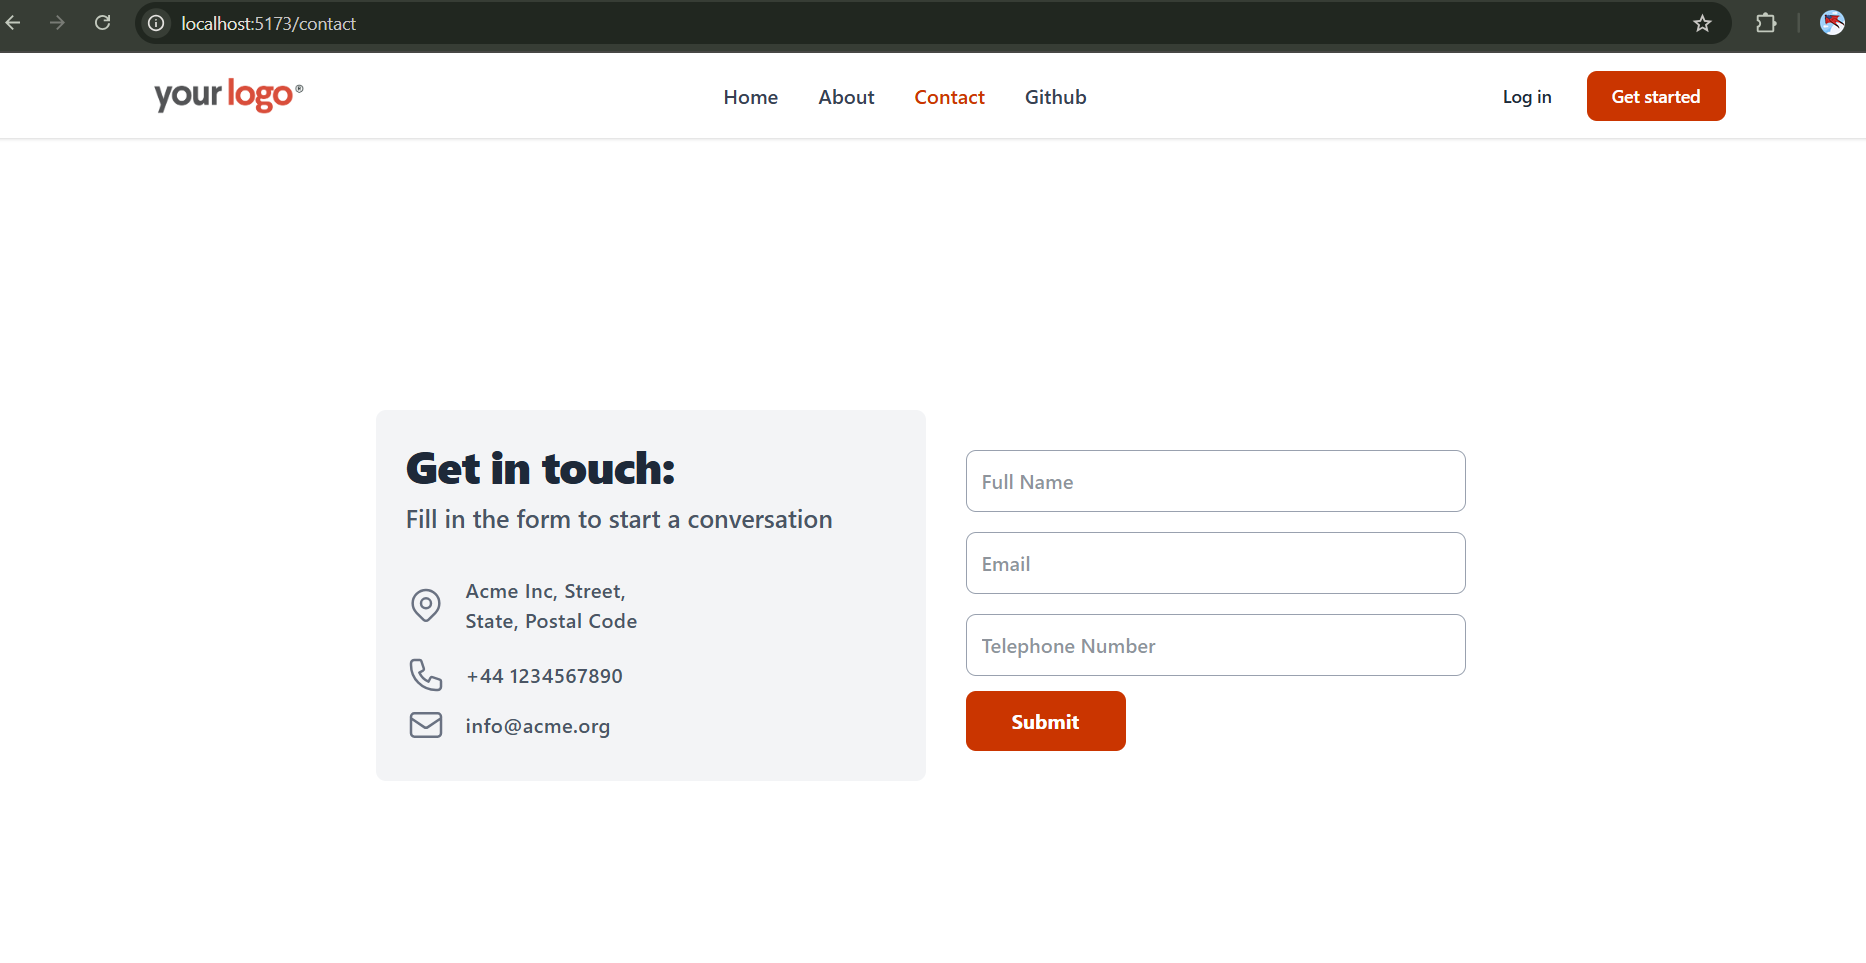 localhost:5173/contact
yourlogo®
Home About Contact Github
Log in
Get started
Get in touch:
Fill in the form to start a conversation
Acme Inc, Street,
State, Postal Code
+44 1234567890
info@acme.org
Full Name
Email
Telephone Number
Submit